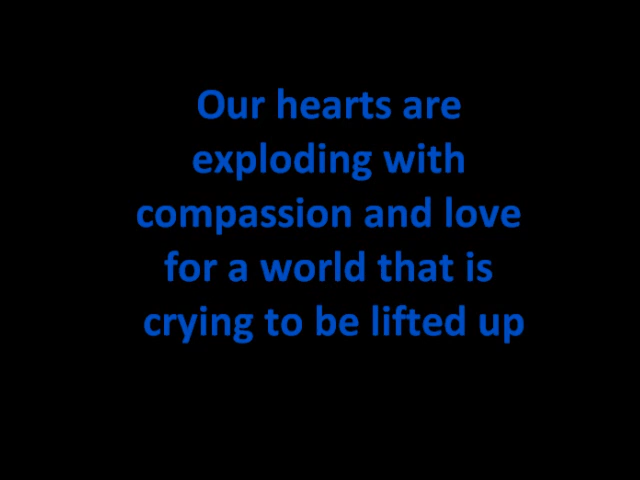 Our hearts are
exploding with
compassion and love
for a world that is
crying to be lifted up